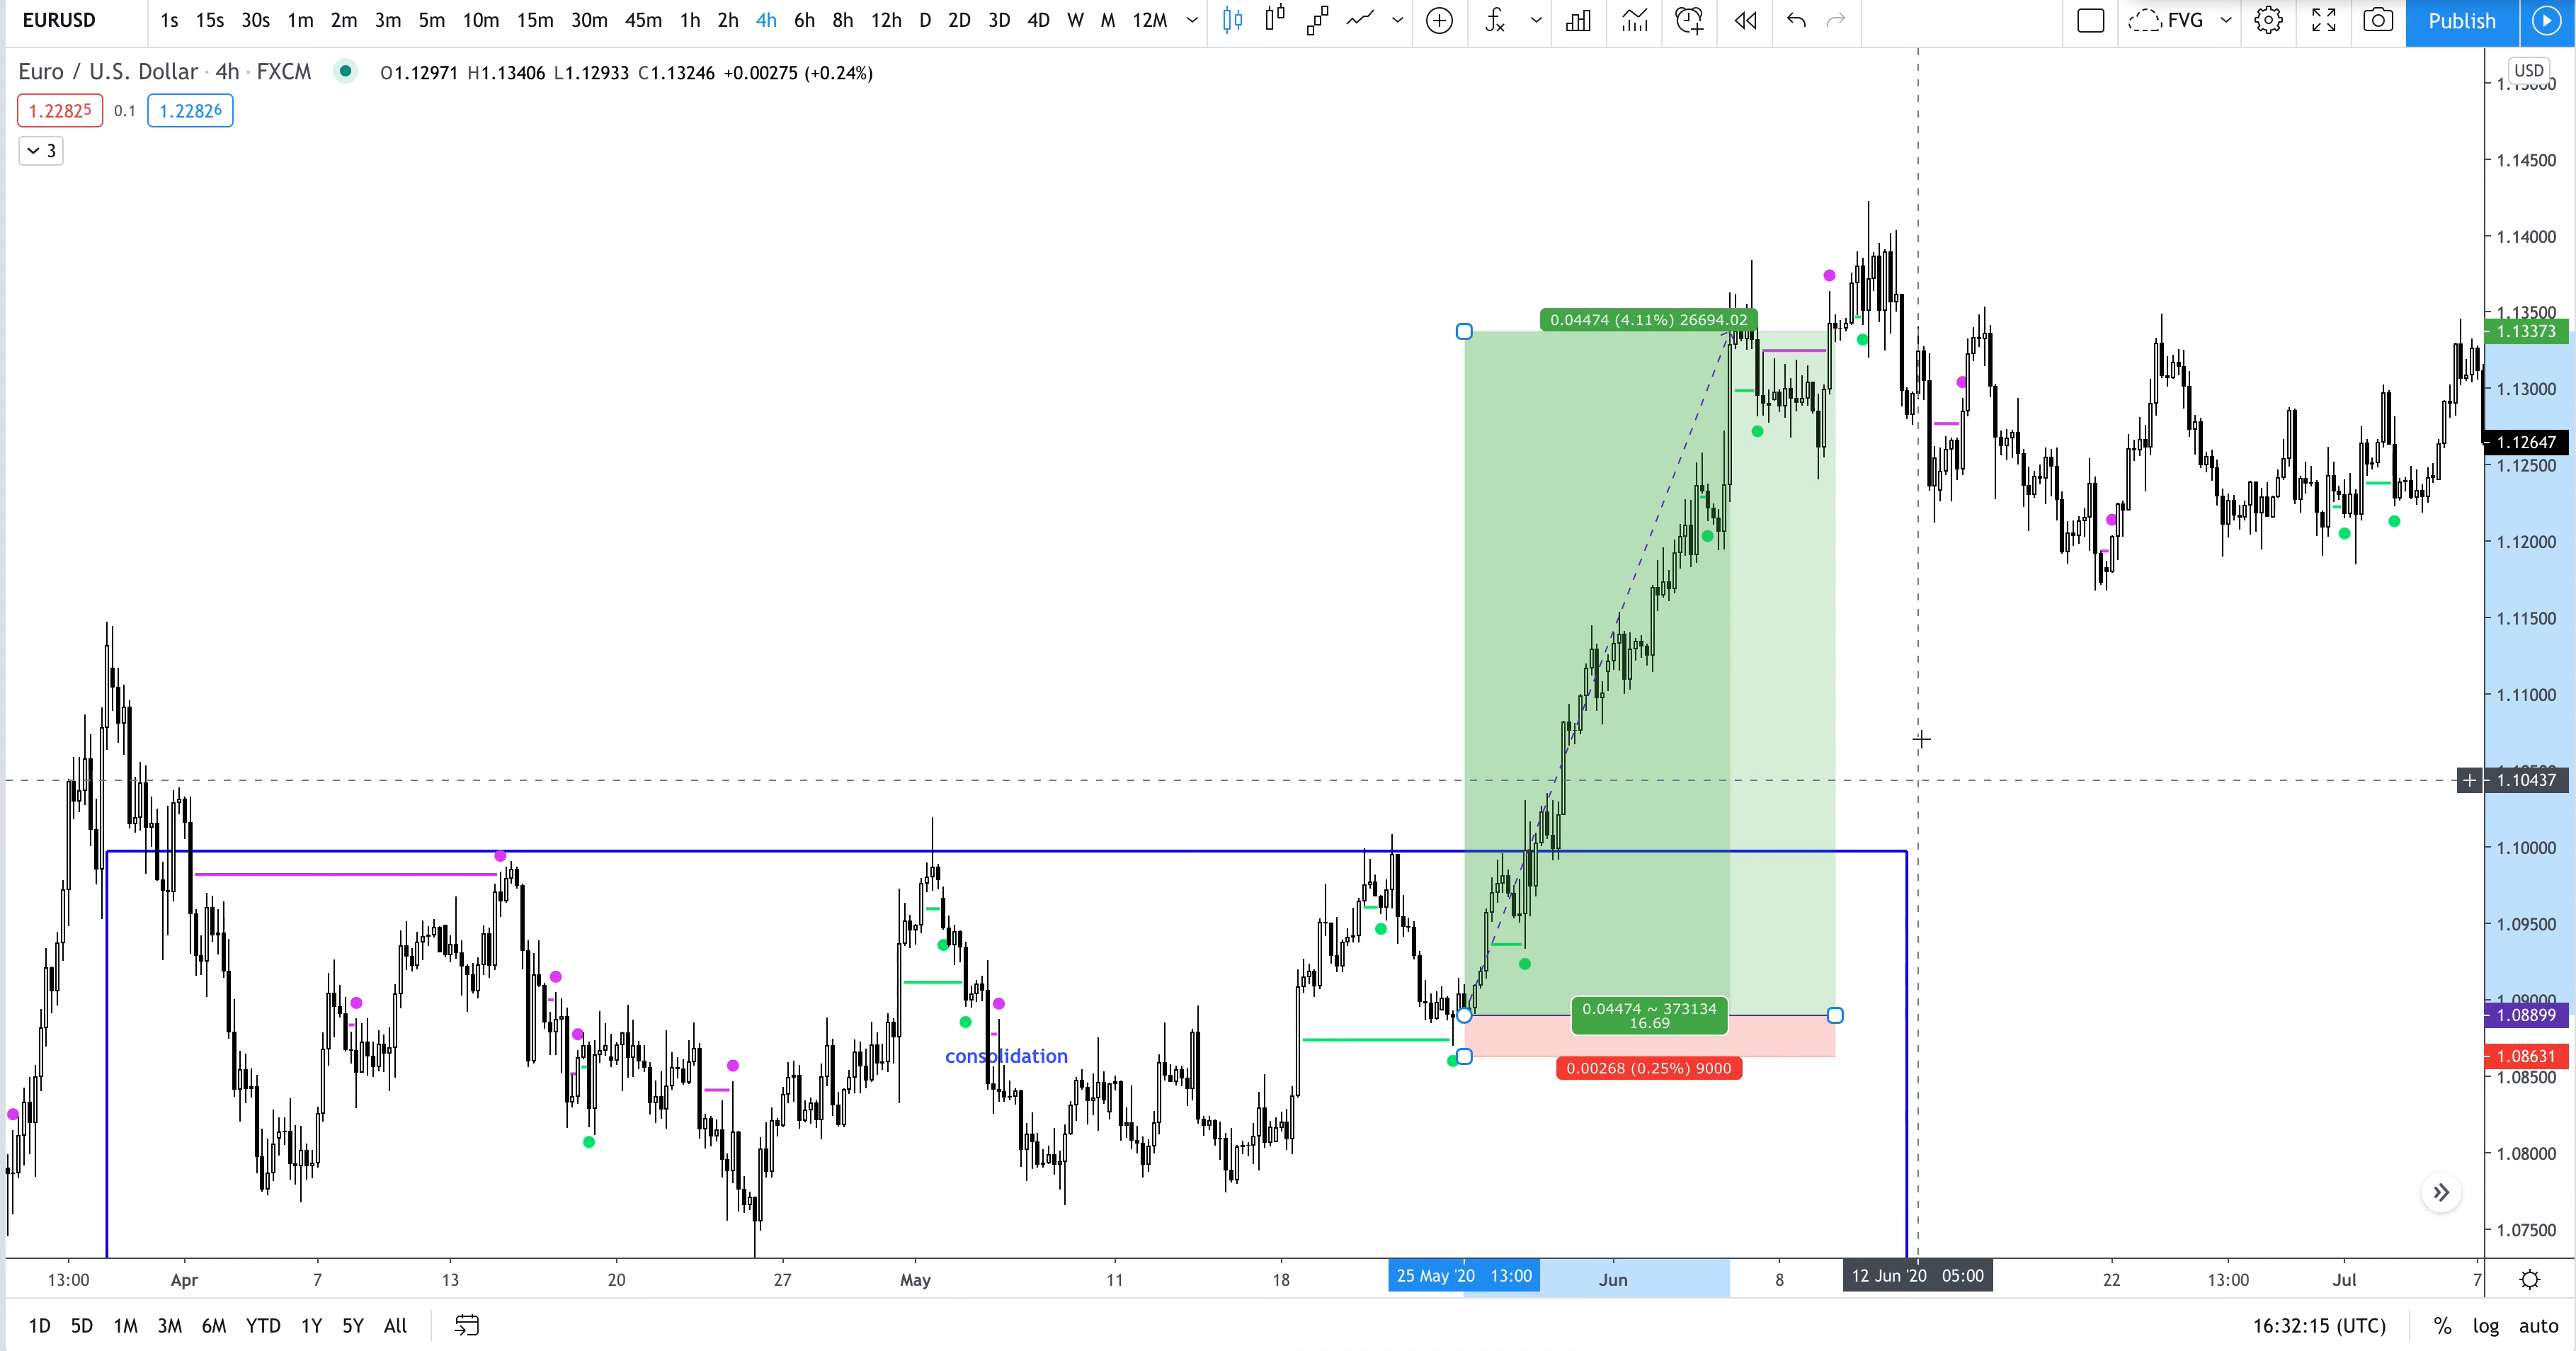 EURUSD 1s 15s 30s 1m 2m 3m 5m 10m 15m 30m 45m 1h 2h 4h 6h 8h 12h D 2D 3D 4D W M 12M FVG Publish
Euro / U.S. Dollar · 4h · FXCM O1.12971 H1.13406 L1.12933 C1.13246 +0.00275 (+0.24%)
USD
1.22825 0.1 1.22826
3
1.14500
1.14000
1.13500
0.04474 (4.11%) 26694.02
1.13373
1.13000
1.12647
1.12500
1.12000
1.11500
1.11000
1.10437
1.10000
1.09500
1.09000
0.04474 ~ 373134
16.69
1.08899
consolidation
1.08631
0.00268 (0.25%) 9000
1.08500
1.08000
1.07500
13:00 Apr 7 13 20 27 May 11 18 25 May '20 13:00 Jun 8 12 Jun '20 05:00 22 13:00 Jul 7
1D 5D 1M 3M 6M YTD 1Y 5Y All 16:32:15 (UTC) % log auto